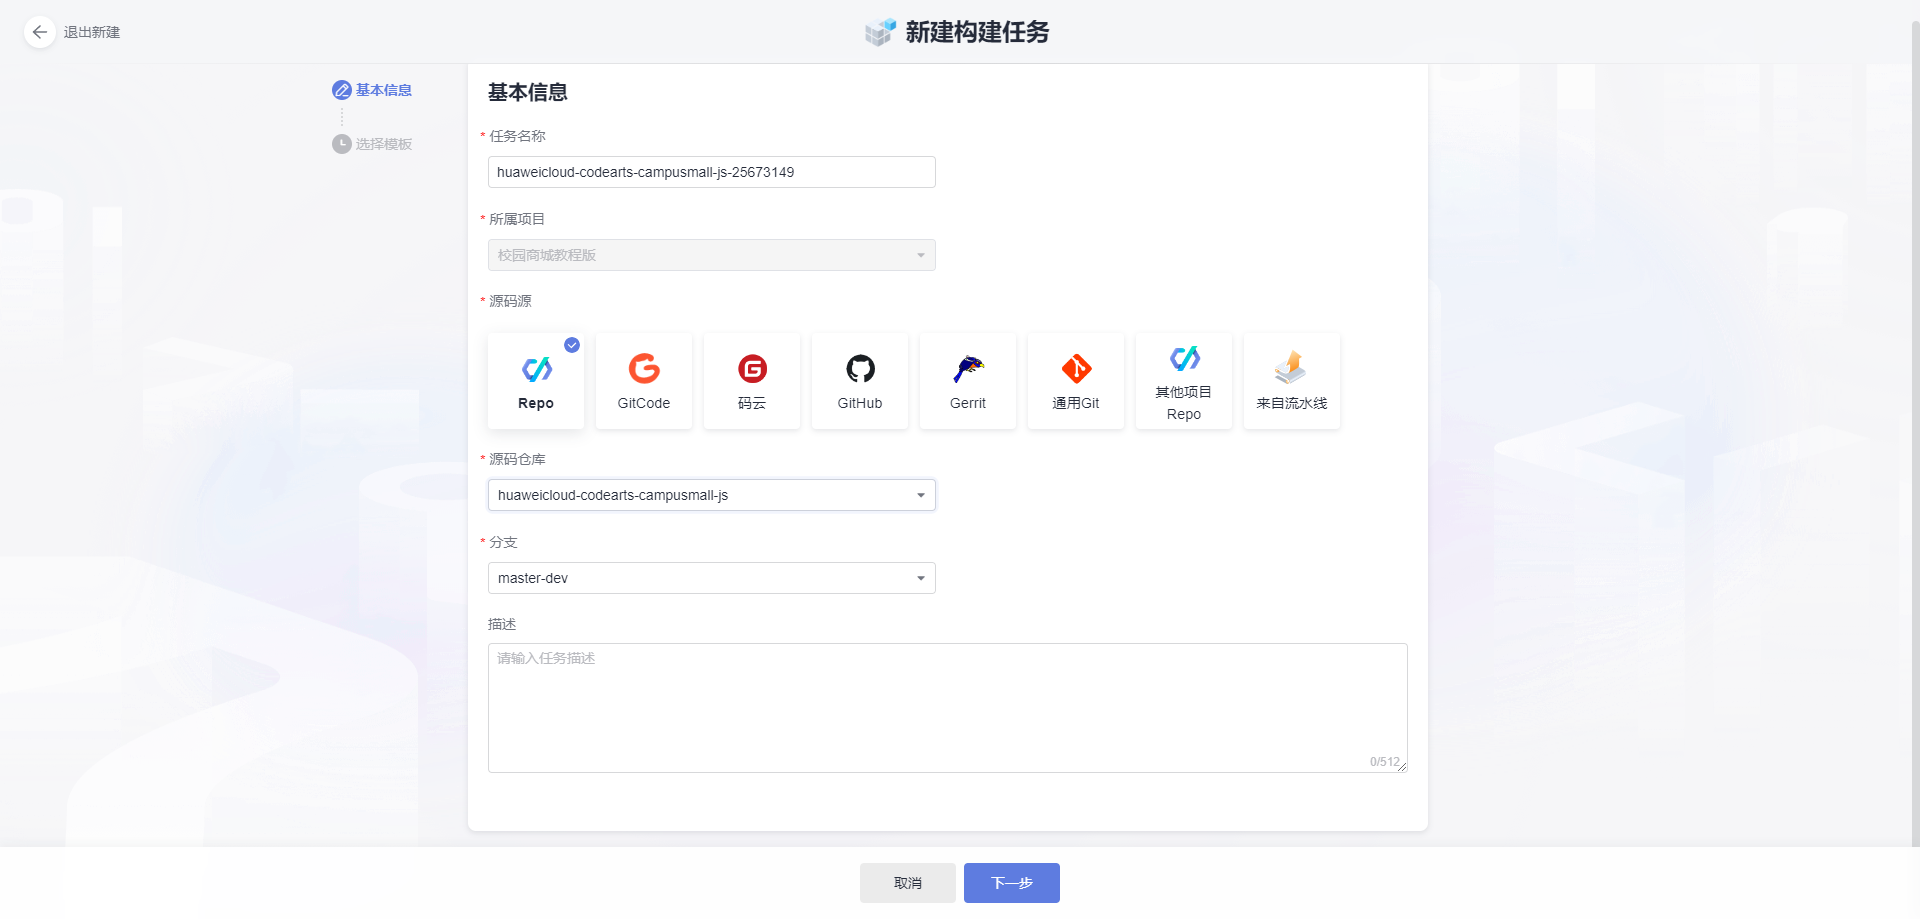 退出新建
新建构建任务
基本信息
选择模板
基本信息
* 任务名称
huaweicloud-codearts-campusmall-js-25673149
* 所属项目
校园商城教程版
* 源码源
Repo
GitCode
码云
GitHub
Gerrit
通用Git
其他项目
Repo
来自流水线
* 源码仓库
huaweicloud-codearts-campusmall-js
* 分支
master-dev
描述
请输入任务描述
0/512
取消
下一步